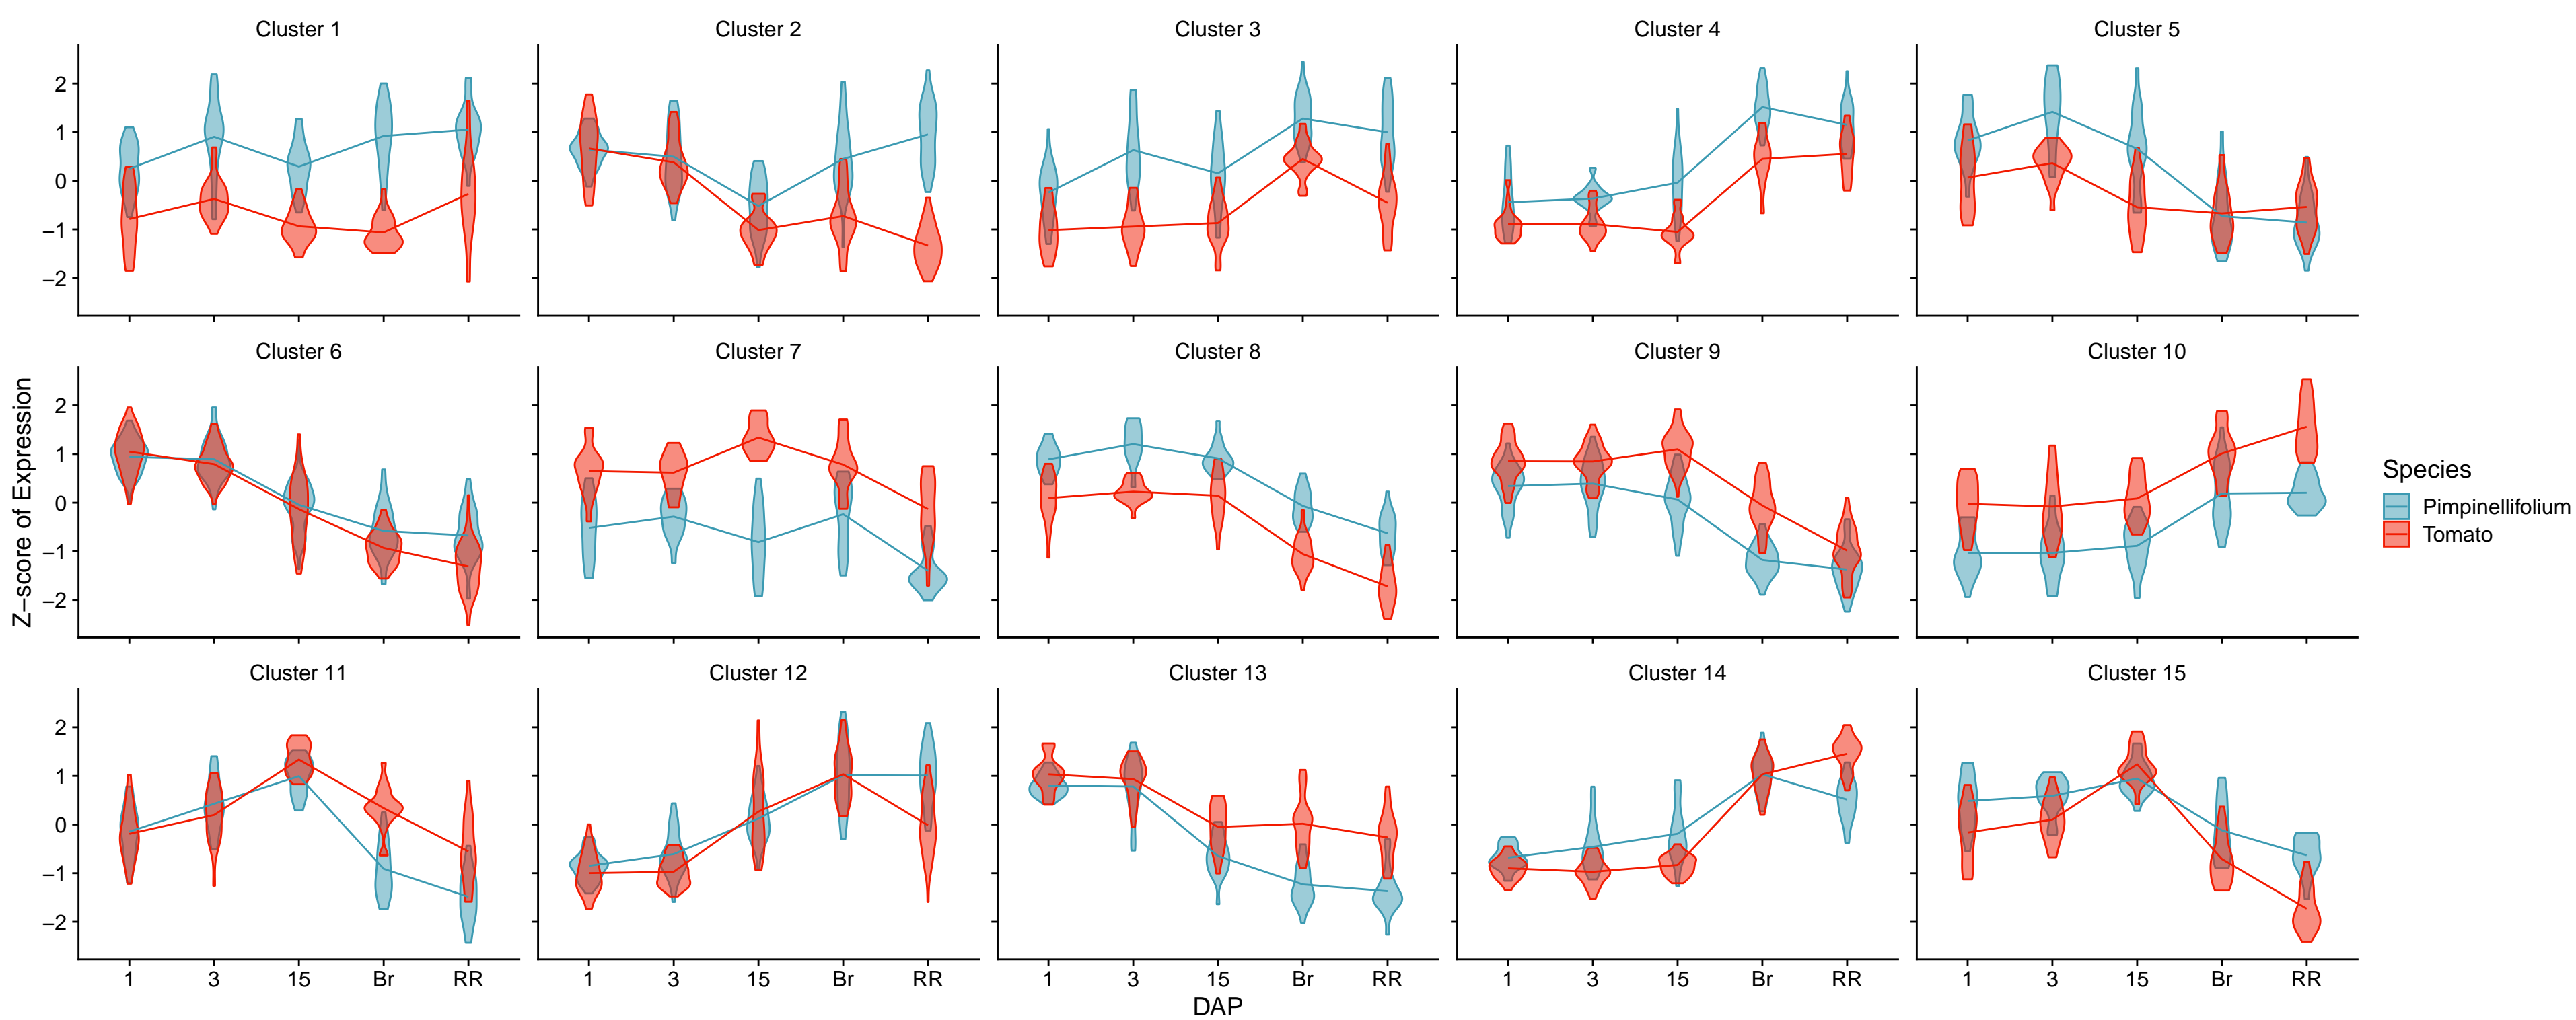 Cluster 1 Cluster 2 Cluster 3 Cluster 4 Cluster 5
2
1
0
−1
−2
Cluster 6 Cluster 7 Cluster 8 Cluster 9 Cluster 10
2
1
0
−1
−2
Z−score of Expression
Species
Pimpinellifolium
Tomato
Cluster 11 Cluster 12 Cluster 13 Cluster 14 Cluster 15
2
1
0
−1
−2
1 3 15 Br RR 1 3 15 Br RR 1 3 15 Br RR 1 3 15 Br RR 1 3 15 Br RR
DAP